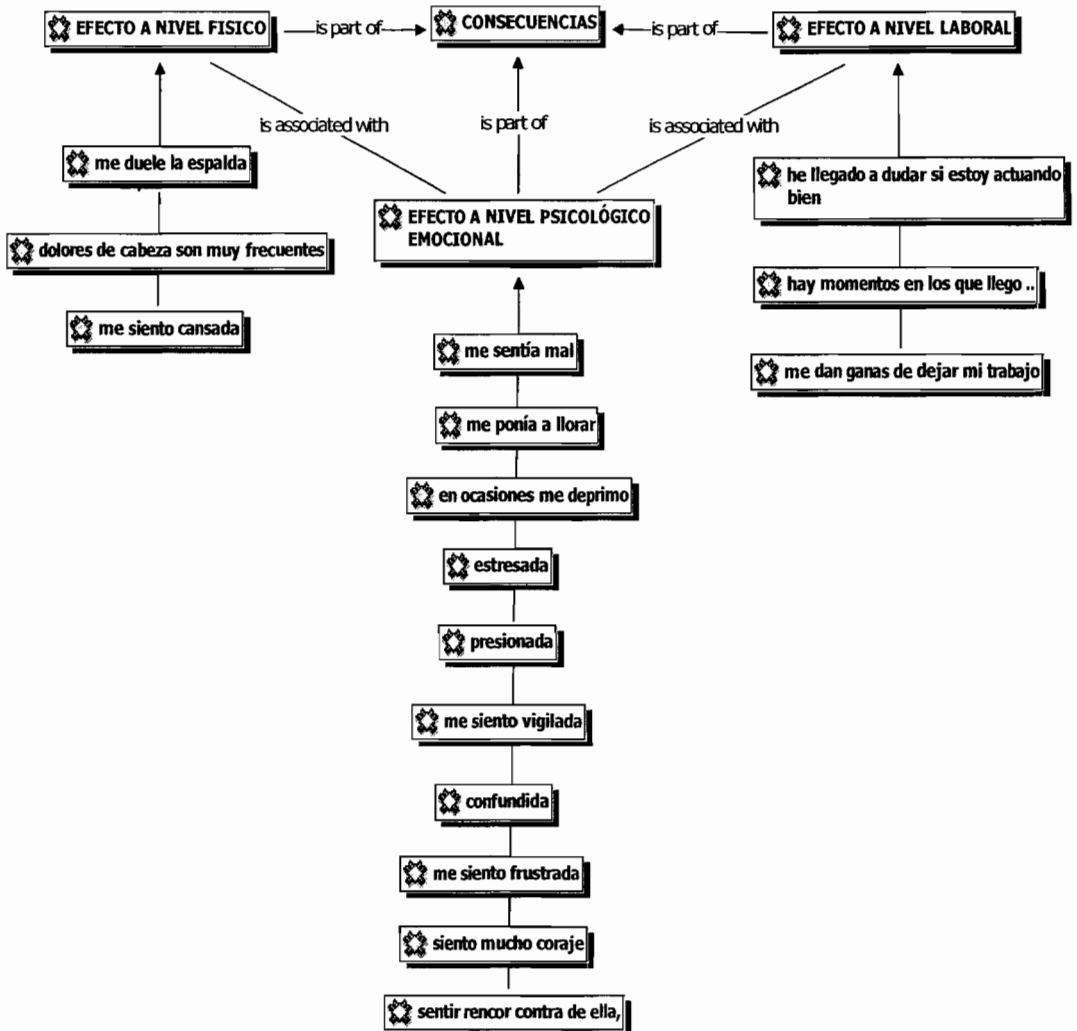 EFECTO A NIVEL FISICO
is part of
CONSECUENCIAS
is part of
EFECTO A NIVEL LABORAL
is associated with
is part of
is associated with
me duele la espalda
dolores de cabeza son muy frecuentes
me siento cansada
EFECTO A NIVEL PSICOLÓGICO
EMOCIONAL
me sentía mal
me ponía a llorar
en ocasiones me deprimo
estresada
presionada
me siento vigilada
confundida
me siento frustrada
siento mucho coraje
sentir rencor contra de ella,
he llegado a dudar si estoy actuando
bien
hay momentos en los que llego ..
me dan ganas de dejar mi trabajo